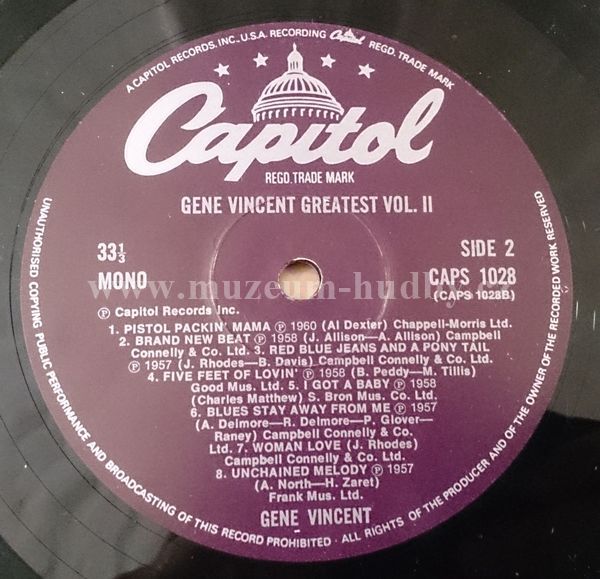 A CAPITOL RECORDS, INC., U.S.A. RECORDING Capitol REGD. TRADE MARK
Capitol
REGD. TRADE MARK
GENE VINCENT GREATEST VOL. II
33⅓
MONO
SIDE 2
CAPS 1028
(CAPS 1028B)
www.muzeum-hudby.cz
Ⓟ Capitol Records Inc.
1. PISTOL PACKIN' MAMA Ⓟ 1960 (Al Dexter) Chappell-Morris Ltd.
2. BRAND NEW BEAT Ⓟ 1958 (J. Allison—A. Allison) Campbell
Connelly & Co. Ltd. 3. RED BLUE JEANS AND A PONY TAIL
Ⓟ 1957 (J. Rhodes—B. Davis) Campbell Connelly & Co. Ltd.
4. FIVE FEET OF LOVIN' Ⓟ 1958 (B. Peddy—M. Tillis)
Good Mus. Ltd. 5. I GOT A BABY Ⓟ 1958
(Charles Matthew) S. Bron Mus. Co. Ltd.
6. BLUES STAY AWAY FROM ME Ⓟ 1957
(A. Delmore—R. Delmore—P. Glover—
Raney) Campbell Connelly & Co.
Ltd. 7. WOMAN LOVE (J. Rhodes)
Campbell Connelly & Co. Ltd.
8. UNCHAINED MELODY Ⓟ 1957
(A. North—H. Zaret)
Frank Mus. Ltd.
GENE VINCENT
UNAUTHORISED COPYING PUBLIC PERFORMANCE AND BROADCASTING OF THIS RECORD PROHIBITED · ALL RIGHTS OF THE PRODUCER AND OF THE OWNER OF THE RECORDED WORK RESERVED